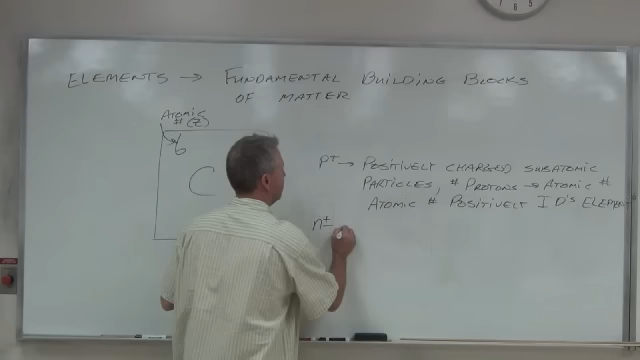 ELEMENTS → FUNDAMENTAL BUILDING BLOCKS
OF MATTER
ATOMIC
# (Z)
6
C
P+ → POSITIVELY CHARGED SUBATOMIC
PARTICLES, # PROTONS → ATOMIC #
ATOMIC # POSITIVELY ID'S ELEMENT
n±